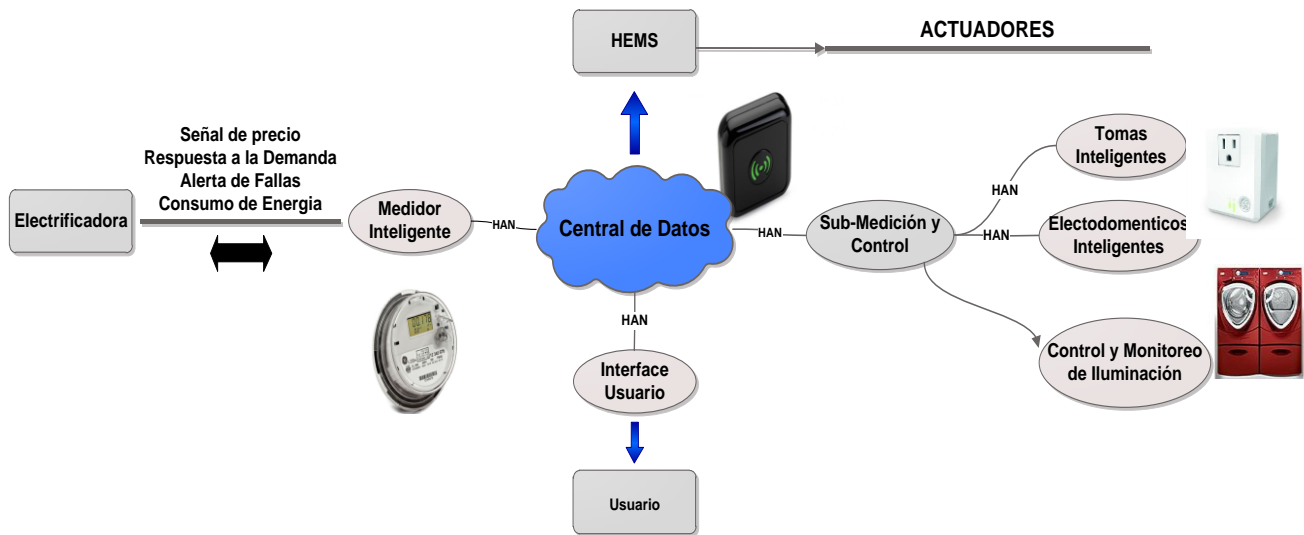 HEMS
ACTUADORES
Señal de precio
Respuesta a la Demanda
Alerta de Fallas
Consumo de Energia
Electrificadora
Medidor
Inteligente
HAN
Central de Datos
HAN
Sub-Medición y
Control
HAN
Tomas
Inteligentes
HAN
Electodomenticos
Inteligentes
Control y Monitoreo
de Iluminación
HAN
Interface
Usuario
Usuario